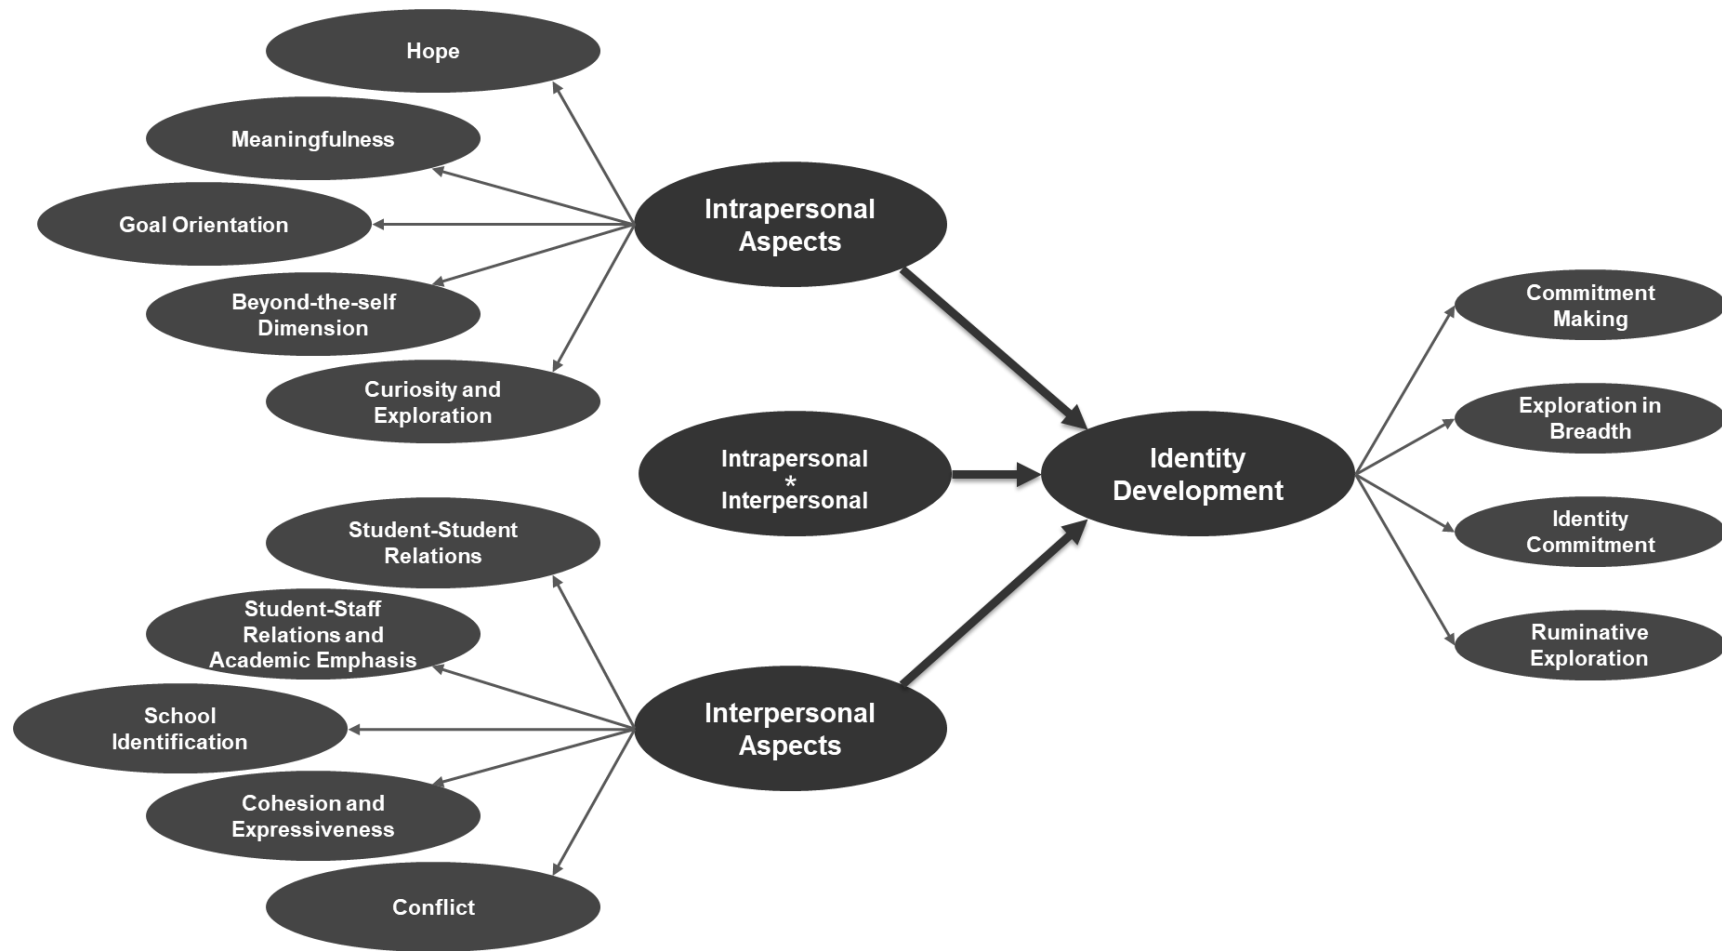 Hope
Meaningfulness
Goal Orientation
Beyond-the-self
Dimension
Curiosity and
Exploration
Intrapersonal
Aspects
Intrapersonal
*
Interpersonal
Student-Student
Relations
Student-Staff
Relations and
Academic Emphasis
School
Identification
Cohesion and
Expressiveness
Conflict
Interpersonal
Aspects
Identity
Development
Commitment
Making
Exploration in
Breadth
Identity
Commitment
Ruminative
Exploration